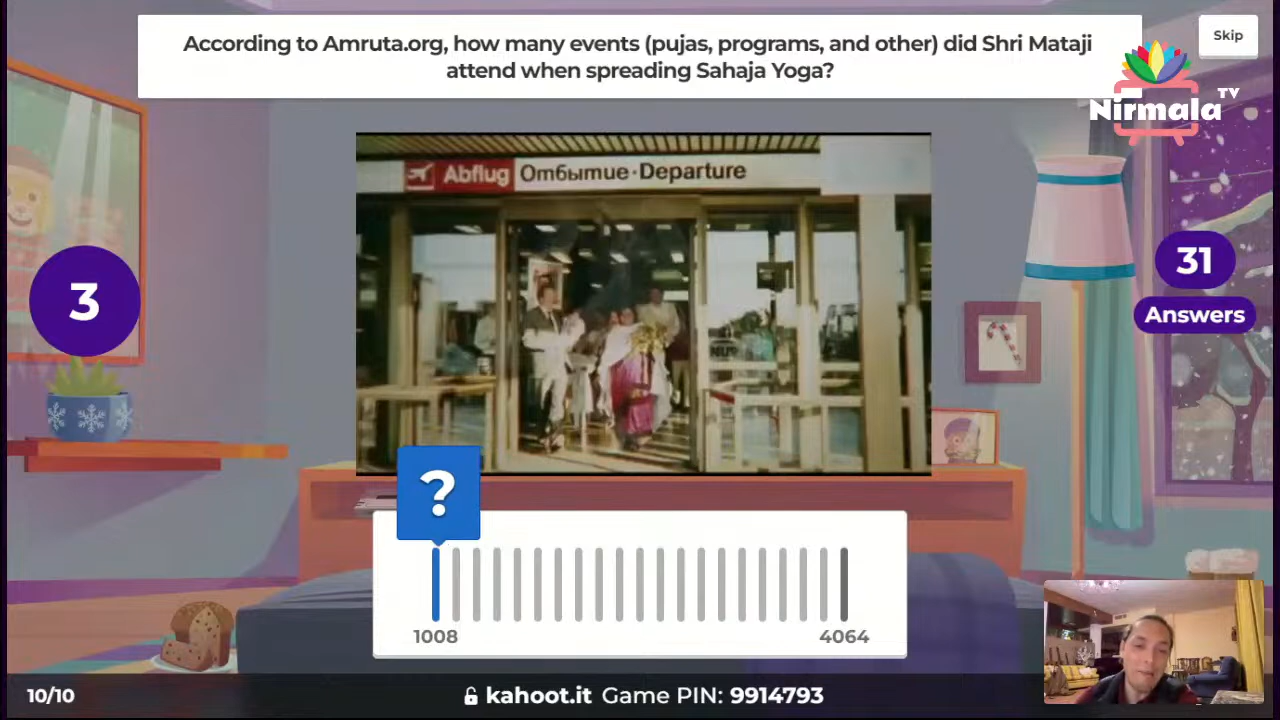 According to Amruta.org, how many events (pujas, programs, and other) did Shri Mataji
attend when spreading Sahaja Yoga?
Skip
Nirmala TV
Abflug Отбытие·Departure
3
31
Answers
?
1008
4064
10/10
kahoot.it Game PIN: 9914793